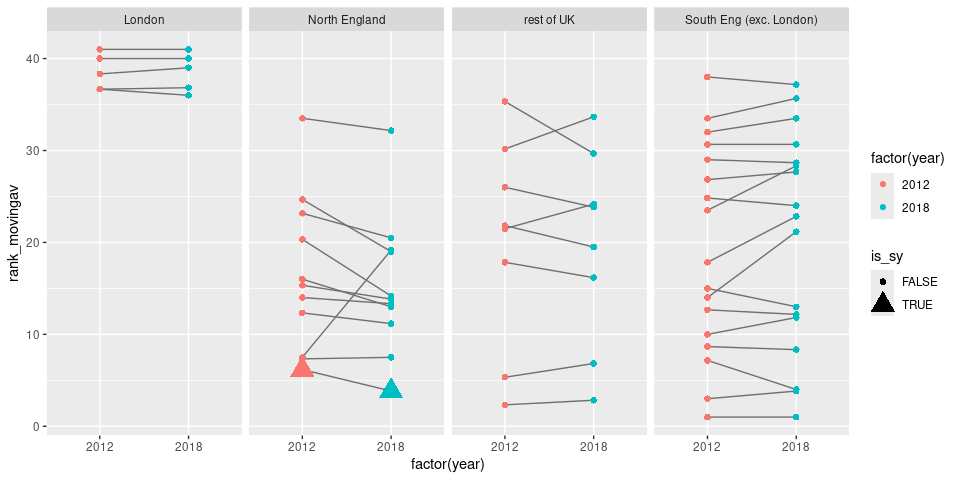 London
North England
rest of UK
South Eng (exc. London)
rank_movingav
40
30
20
10
0
2012
2018
2012
2018
2012
2018
2012
2018
factor(year)
factor(year)
2012
2018
is_sy
FALSE
TRUE